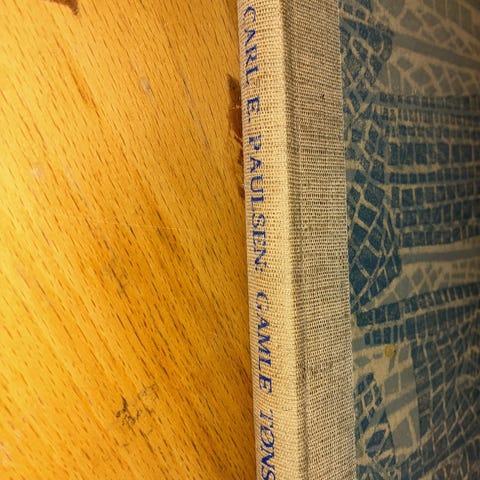 CARL E. PAULSEN: GAMLE TØNS